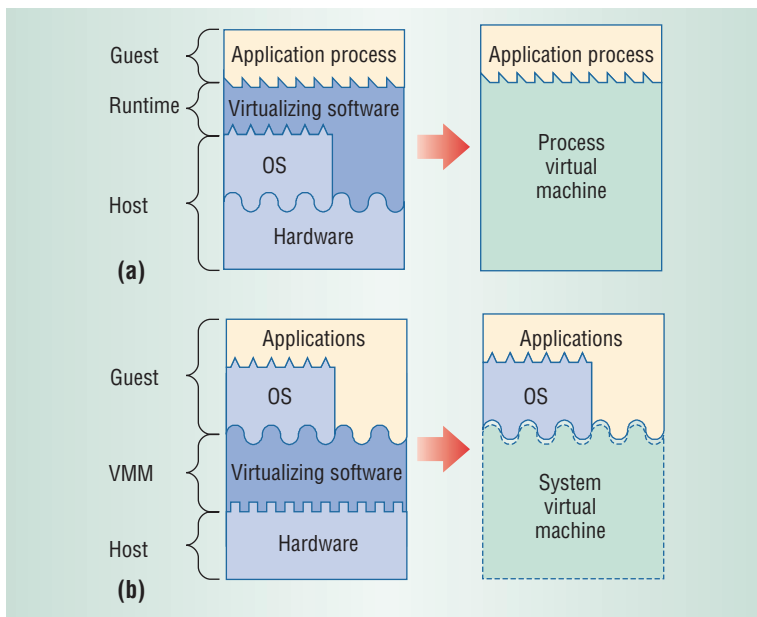 Guest
Application process
Runtime
Virtualizing software
OS
Host
Hardware
(a)
Application process
Process
virtual
machine
Applications
Guest
OS
VMM
Virtualizing software
Host
Hardware
(b)
Applications
OS
System
virtual
machine